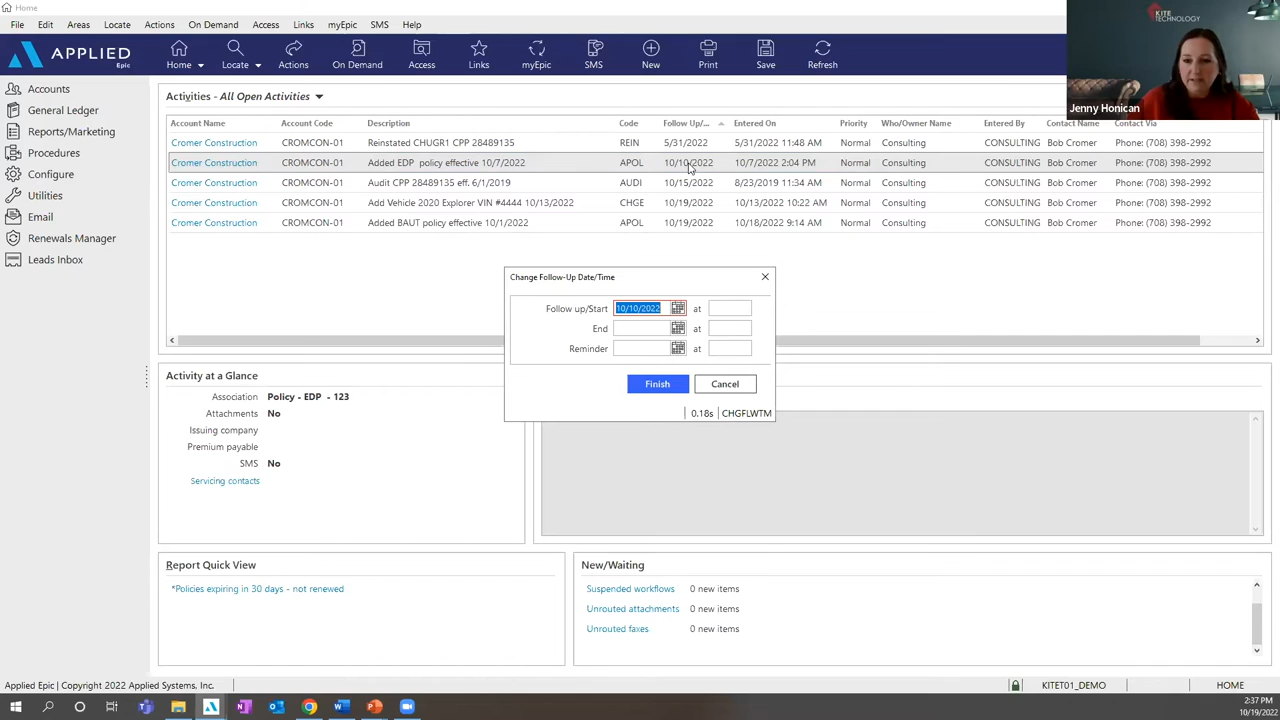 Home
File Edit Areas Locate Actions On Demand Access Links myEpic SMS Help
KITE TECHNOLOGY
APPLIED Epic
Home Locate Actions On Demand Access Links myEpic SMS New Print Save Refresh
Jenny Honican
Accounts
General Ledger
Reports/Marketing
Procedures
Configure
Utilities
Email
Renewals Manager
Leads Inbox
Activities - All Open Activities
Account Name Account Code Description Code Follow Up/... Entered On Priority Who/Owner Name Entered By Contact Name Contact Via
Cromer Construction CROMCON-01 Reinstated CHUGR1 CPP 28489135 REIN 5/31/2022 5/31/2022 11:48 AM Normal Consulting CONSULTING Bob Cromer Phone: (708) 398-2992
Cromer Construction CROMCON-01 Added EDP policy effective 10/7/2022 APOL 10/10/2022 10/7/2022 2:04 PM Normal Consulting CONSULTING Bob Cromer Phone: (708) 398-2992
Cromer Construction CROMCON-01 Audit CPP 28489135 eff. 6/1/2019 AUDI 10/15/2022 8/23/2019 11:34 AM Normal Consulting CONSULTING Bob Cromer Phone: (708) 398-2992
Cromer Construction CROMCON-01 Add Vehicle 2020 Explorer VIN #4444 10/13/2022 CHGE 10/19/2022 10/13/2022 10:22 AM Normal Consulting CONSULTING Bob Cromer Phone: (708) 398-2992
Cromer Construction CROMCON-01 Added BAUT policy effective 10/1/2022 APOL 10/19/2022 10/18/2022 9:14 AM Normal Consulting CONSULTING Bob Cromer Phone: (708) 398-2992
Change Follow-Up Date/Time
Follow up/Start 10/10/2022 at
End at
Reminder at
Finish Cancel
0.18s CHGFLWTM
Activity at a Glance
Association Policy - EDP - 123
Attachments No
Issuing company
Premium payable
SMS No
Servicing contacts
Report Quick View
*Policies expiring in 30 days - not renewed
New/Waiting
Suspended workflows 0 new items
Unrouted attachments 0 new items
Unrouted faxes 0 new items
Applied Epic | Copyright 2022 Applied Systems, Inc. KITET01_DEMO HOME
2:37 PM
10/19/2022